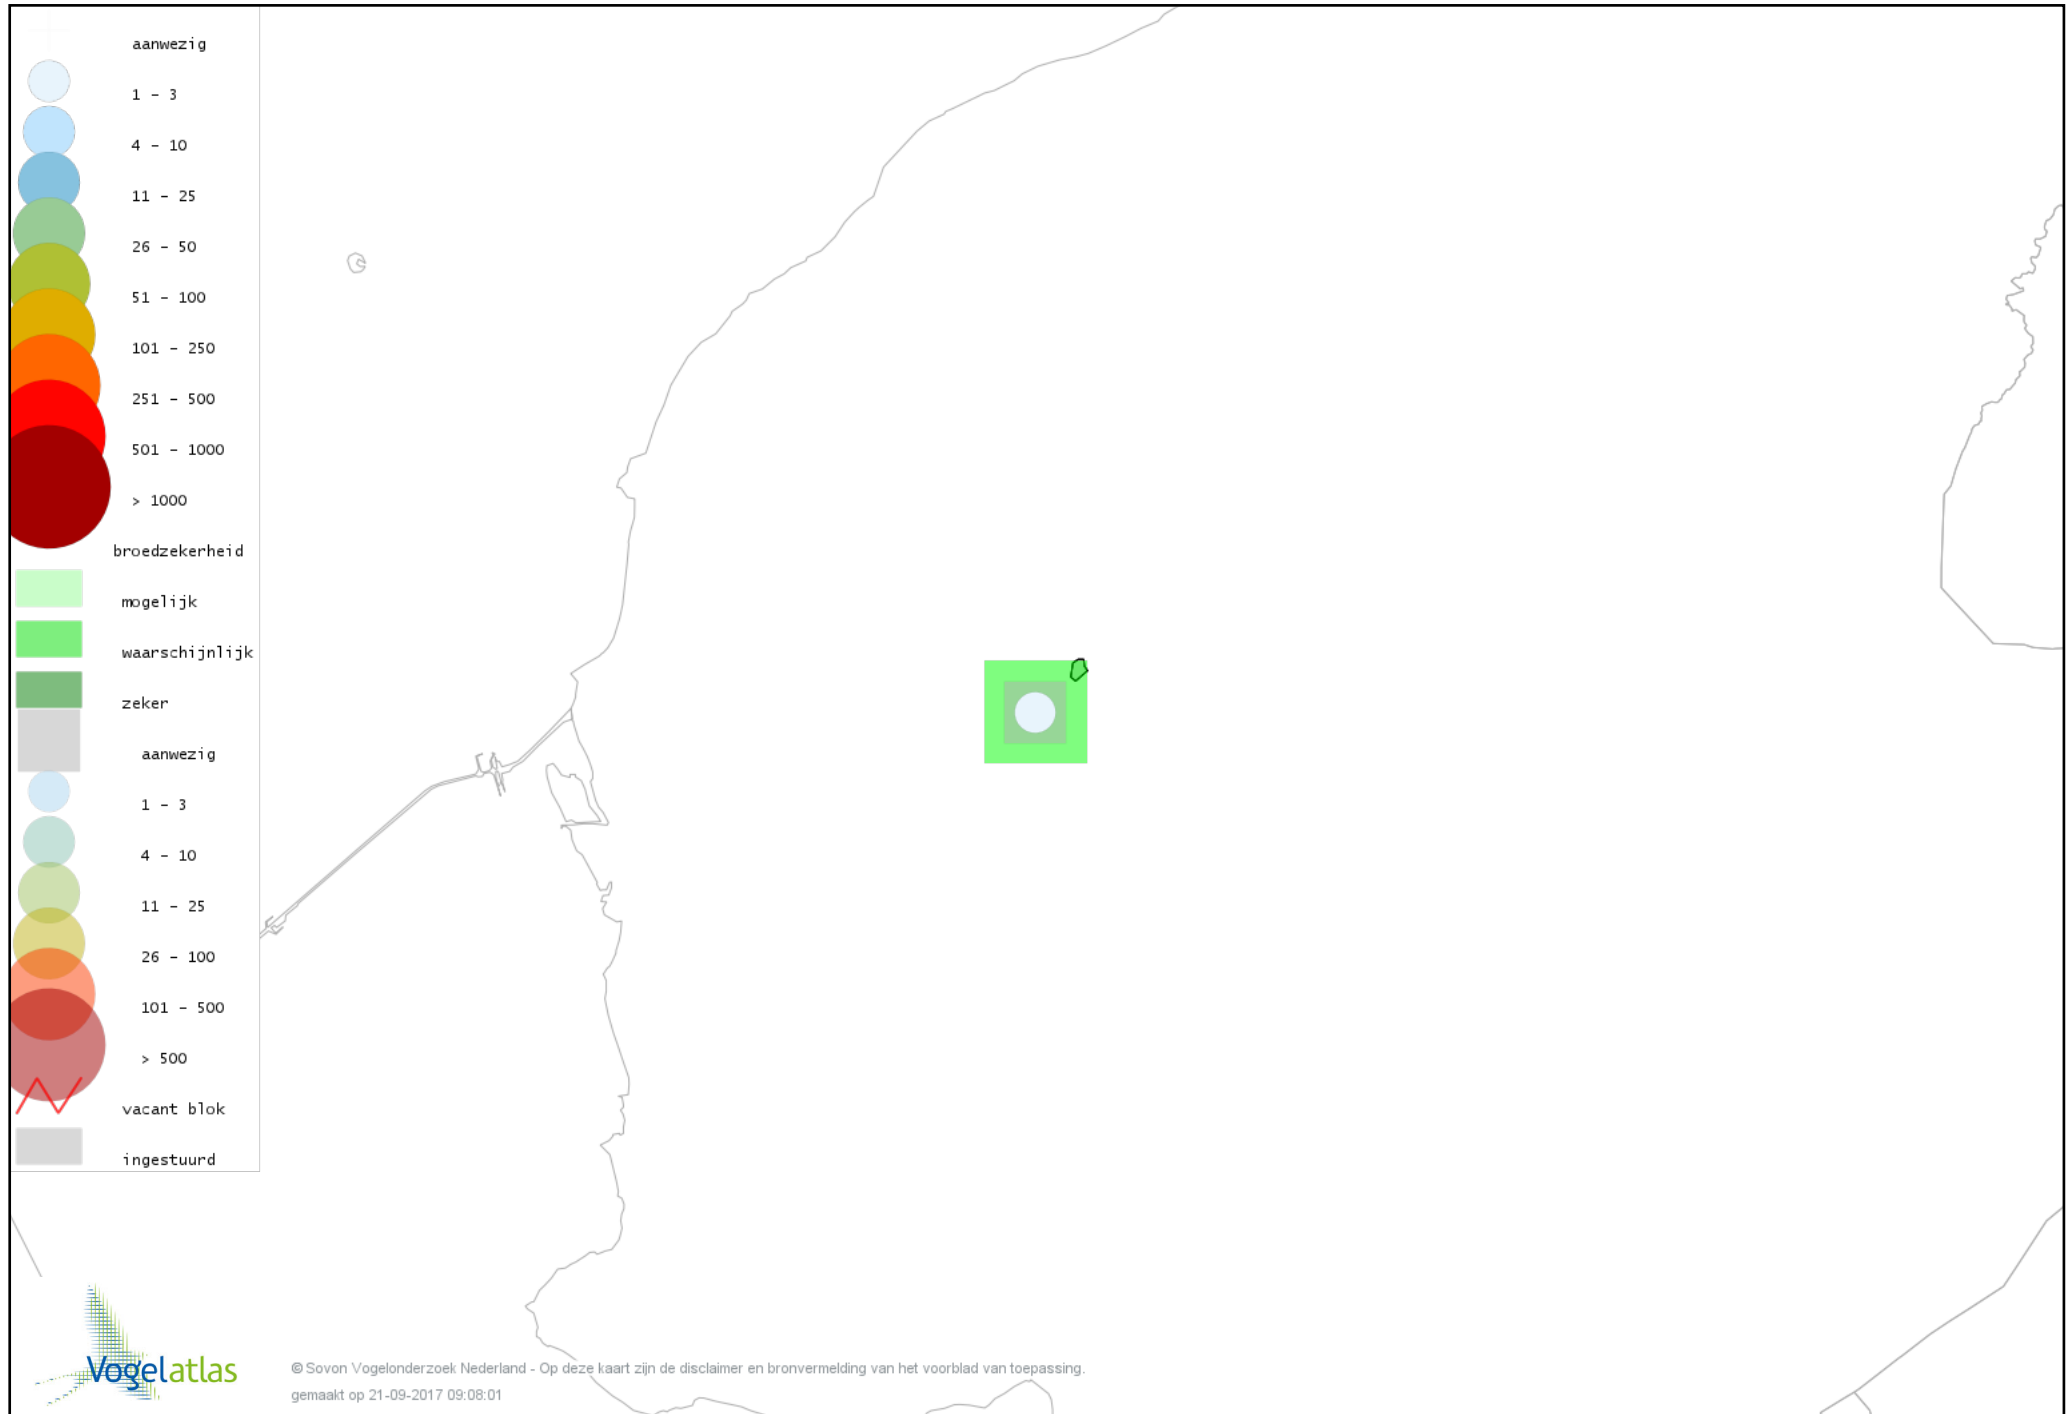 aanwezig
1 - 3
4 - 10
11 - 25
26 - 50
51 - 100
101 - 250
251 - 500
501 - 1000
> 1000
broedzekerheid
mogelijk
waarschijnlijk
zeker
aanwezig
1 - 3
4 - 10
11 - 25
26 - 100
101 - 500
> 500
vacant blok
ingestuurd
Vogelatlas
© Sovon Vogelonderzoek Nederland - Op deze kaart zijn de disclaimer en bronvermelding van het voorblad van toepassing.
gemaakt op 21-09-2017 09:08:01